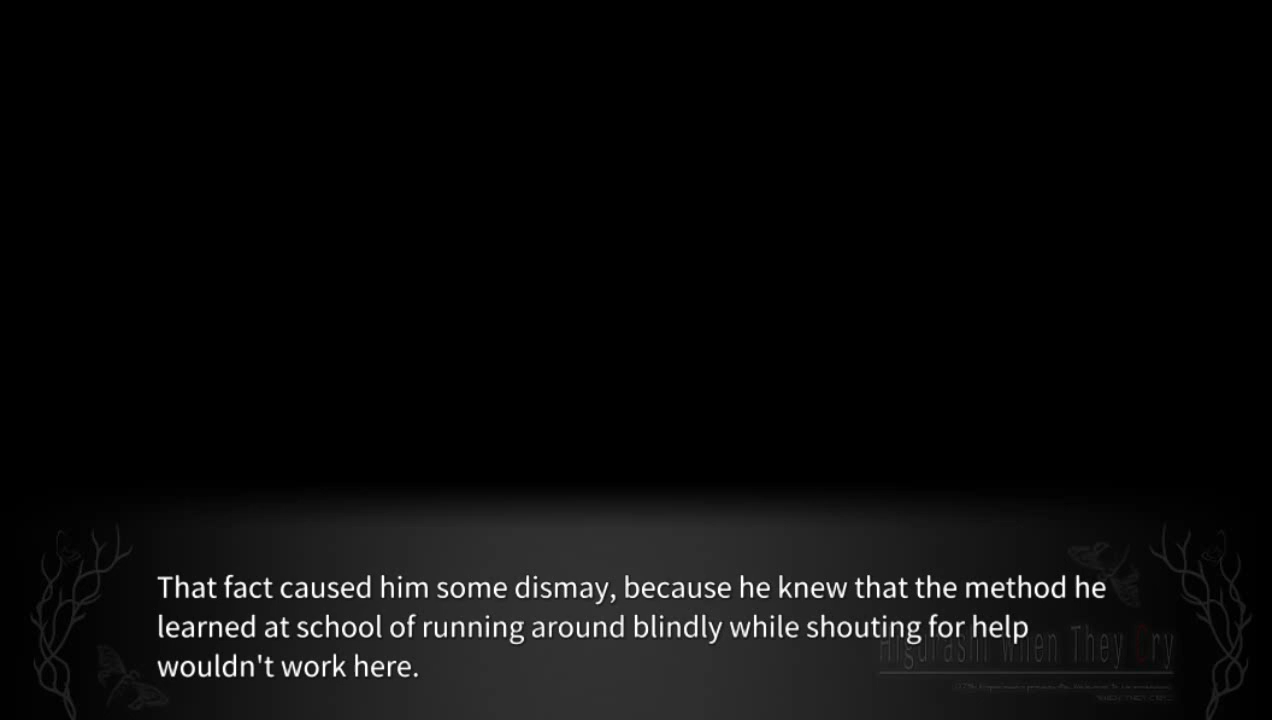 That fact caused him some dismay, because he knew that the method he
learned at school of running around blindly while shouting for help
wouldn't work here.
Higurashi When They Cry